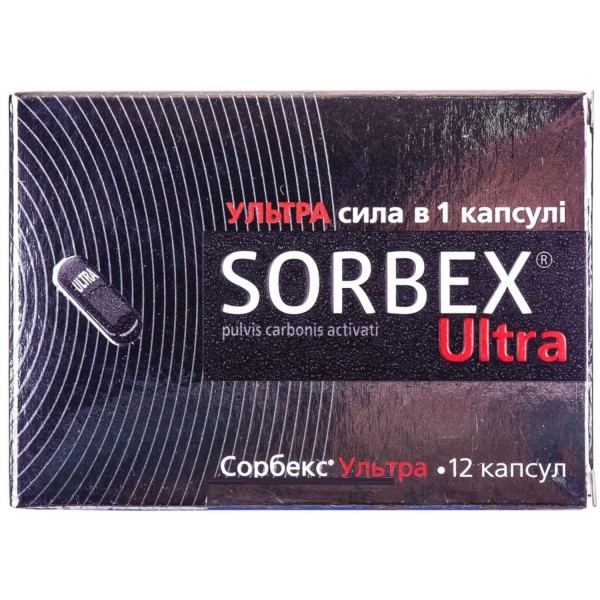 УЛЬТРА сила в 1 капсулі
SORBEX®
pulvis carbonis activati
Ultra
ULTRA
Сорбекс® Ультра • 12 капсул